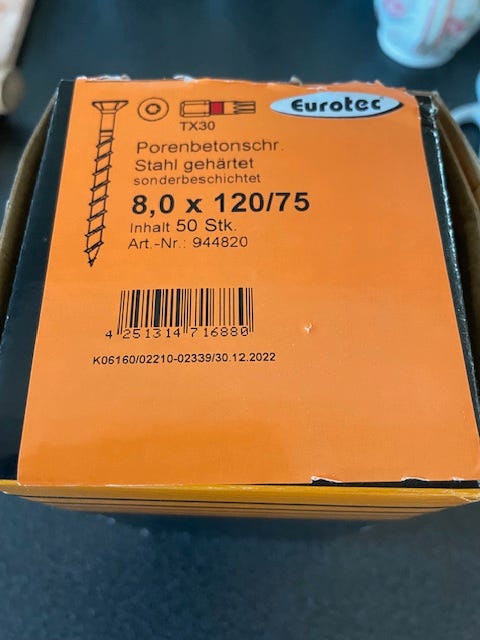 Eurotec
TX30
Porenbetonschr.
Stahl gehärtet
sonderbeschichtet
8,0 x 120/75
Inhalt 50 Stk.
Art.-Nr.: 944820
4 251314 716880
K06160/02210-02339/30.12.2022